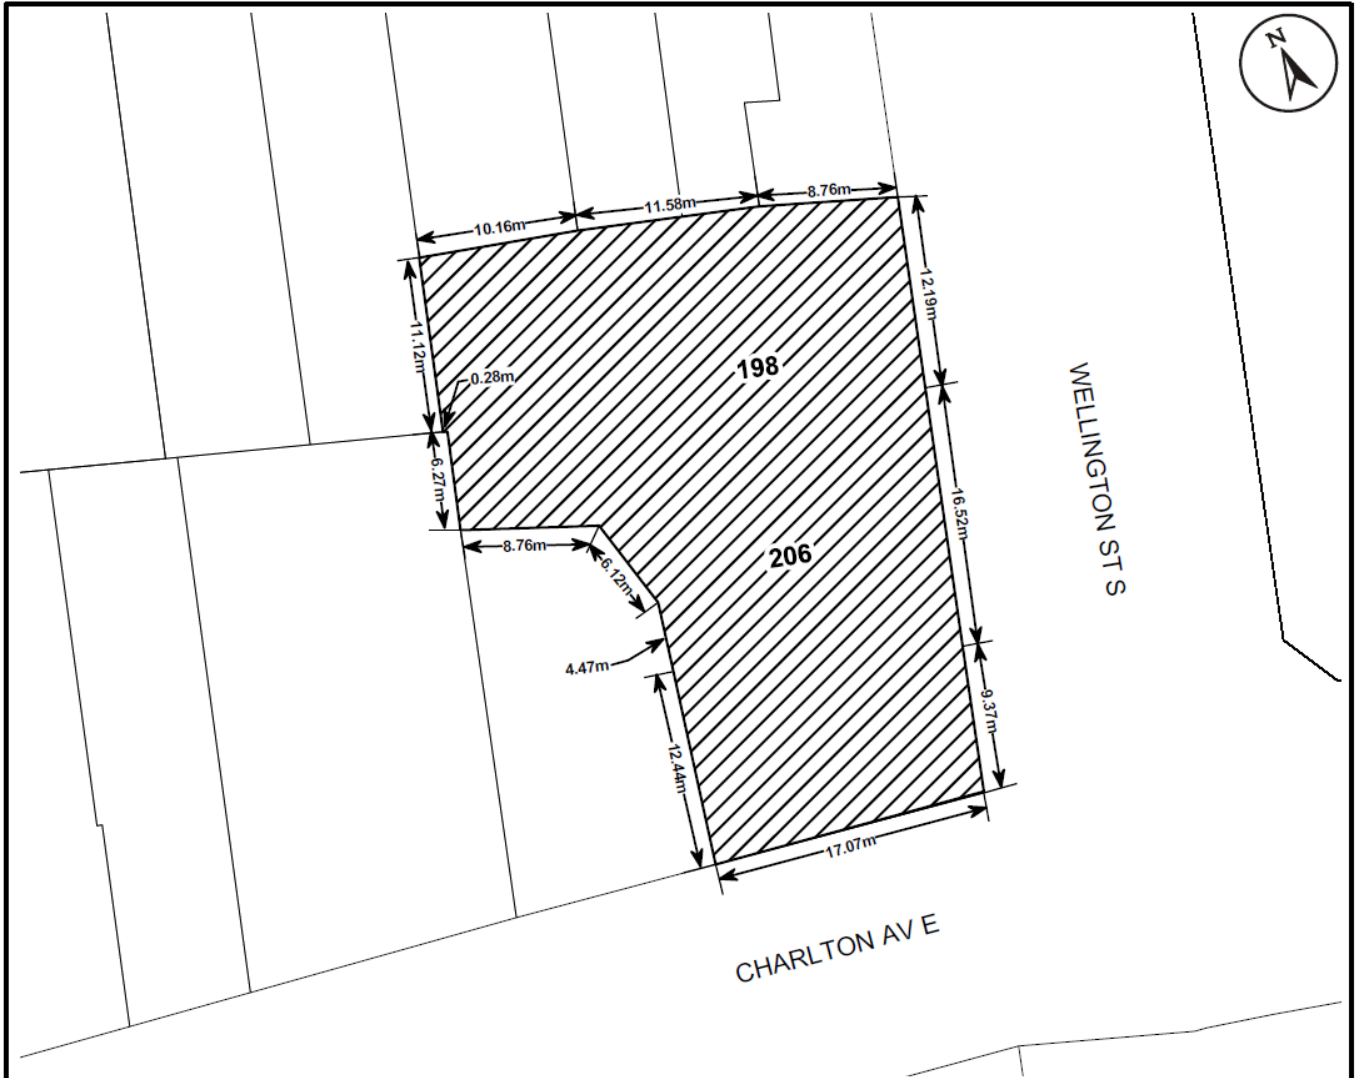 N
8.76m
11.58m
10.16m
12.19m
11.12m
198
0.28m
WELLINGTON ST S
6.27m
16.52m
8.76m
206
6.12m
4.47m
9.37m
12.44m
17.07m
CHARLTON AV E